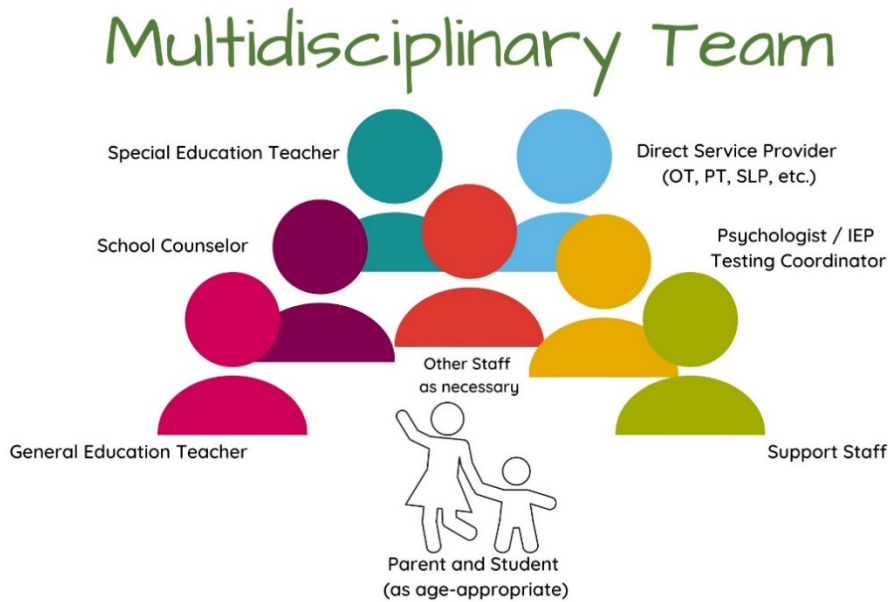 Multidisciplinary Team
Special Education Teacher
Direct Service Provider
(OT, PT, SLP, etc.)
School Counselor
Psychologist / IEP
Testing Coordinator
Other Staff
as necessary
General Education Teacher
Support Staff
Parent and Student
(as age-appropriate)